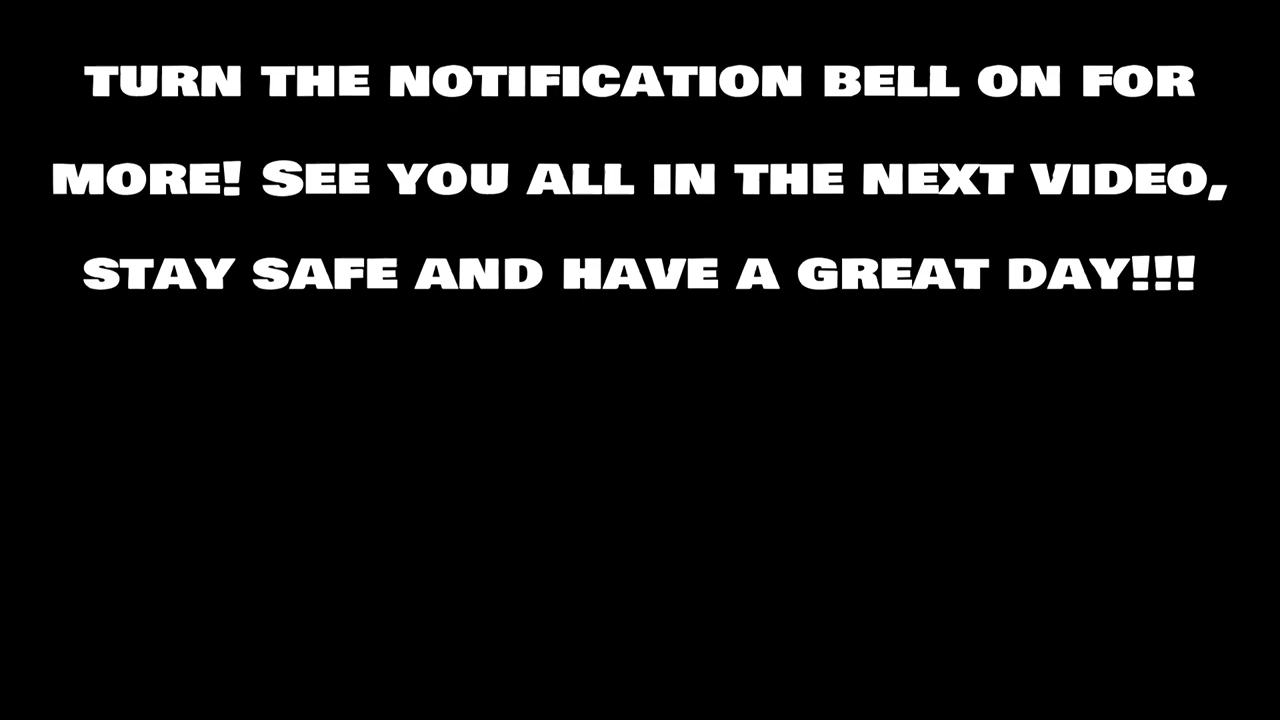 turn the notification bell on for
more! See you all in the next video,
stay safe and have a great day!!!